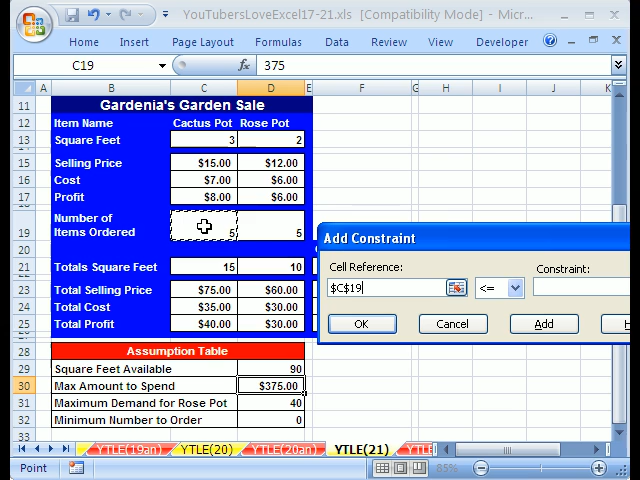 YouTubersLoveExcel17-21.xls [Compatibility Mode] - Micr...
Home Insert Page Layout Formulas Data Review View Developer
C19 fx 375
A B C D E F G H I J K
11 Gardenia's Garden Sale
12 Item Name Cactus Pot Rose Pot
13 Square Feet 3 2
15 Selling Price $15.00 $12.00
16 Cost $7.00 $6.00
17 Profit $8.00 $6.00
Number of
19 Items Ordered 5 5
20
21 Totals Square Feet 15 10
23 Total Selling Price $75.00 $60.00
24 Total Cost $35.00 $30.00
25 Total Profit $40.00 $30.00
28 Assumption Table
29 Square Feet Available 90
30 Max Amount to Spend $375.00
31 Maximum Demand for Rose Pot 40
32 Minimum Number to Order 0
33
Add Constraint
Cell Reference: Constraint:
$C$19 <=
OK Cancel Add H
YTLE(19an) YTLE(20) YTLE(20an) YTLE(21) YTL
Point 85%